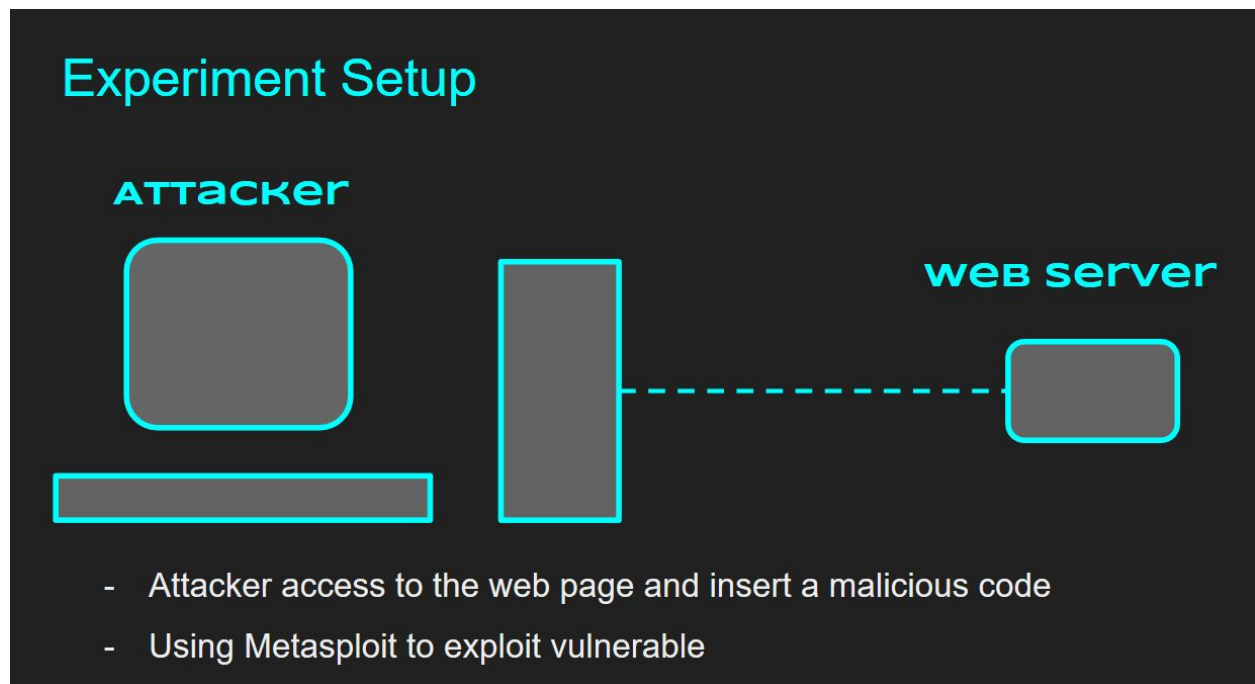 Experiment Setup
Attacker
web server
- Attacker access to the web page and insert a malicious code
- Using Metasploit to exploit vulnerable